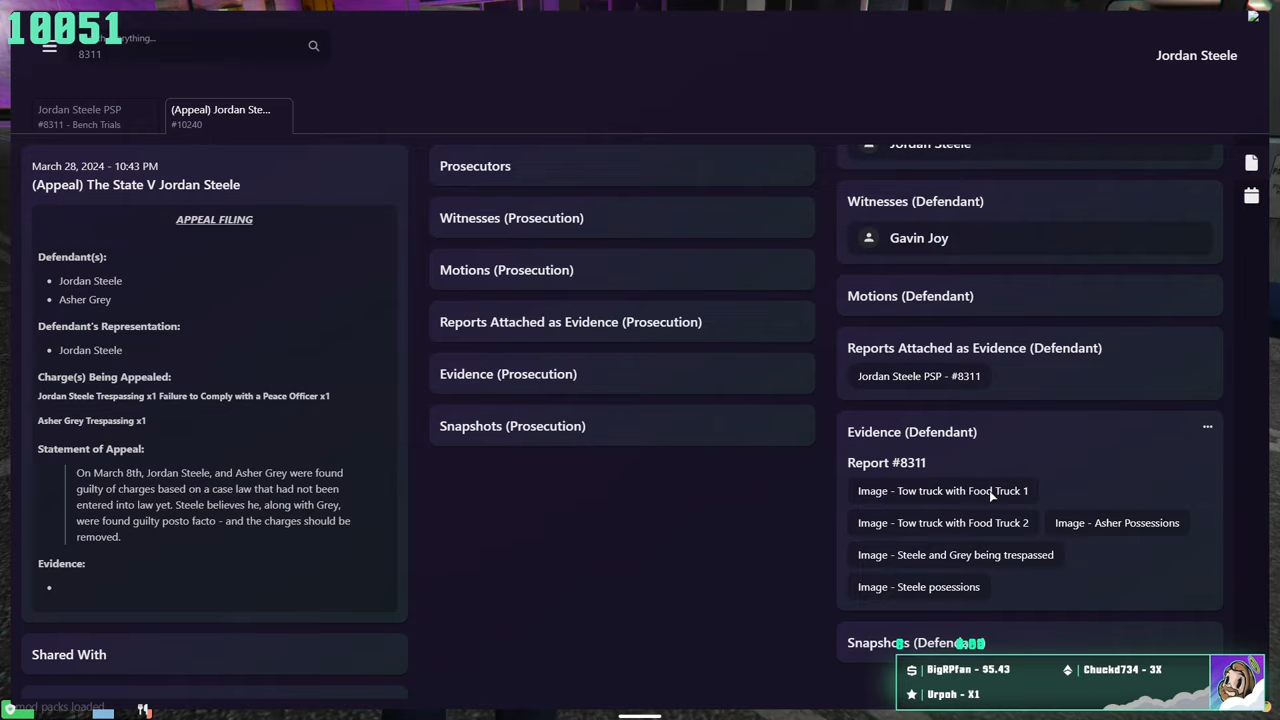 10051
erything...
8311
Jordan Steele
Jordan Steele PSP
#8311 - Bench Trials
(Appeal) Jordan Ste...
#10240
March 28, 2024 - 10:43 PM
(Appeal) The State V Jordan Steele
APPEAL FILING
Defendant(s):
Jordan Steele
Asher Grey
Defendant's Representation:
Jordan Steele
Charge(s) Being Appealed:
Jordan Steele Trespassing x1 Failure to Comply with a Peace Officer x1
Asher Grey Trespassing x1
Statement of Appeal:
On March 8th, Jordan Steele, and Asher Grey were found
guilty of charges based on a case law that had not been
entered into law yet. Steele believes he, along with Grey,
were found guilty posto facto - and the charges should be
removed.
Evidence:
Shared With
Prosecutors
Witnesses (Prosecution)
Motions (Prosecution)
Reports Attached as Evidence (Prosecution)
Evidence (Prosecution)
Snapshots (Prosecution)
Jordan Steele
Witnesses (Defendant)
Gavin Joy
Motions (Defendant)
Reports Attached as Evidence (Defendant)
Jordan Steele PSP - #8311
Evidence (Defendant)
Report #8311
Image - Tow truck with Food Truck 1
Image - Tow truck with Food Truck 2
Image - Asher Possessions
Image - Steele and Grey being trespassed
Image - Steele posessions
Snapshots (Defendant)
BigRPfan - 95.43
Chuckd734 - 3X
Urpoh - X1
mod packs loaded